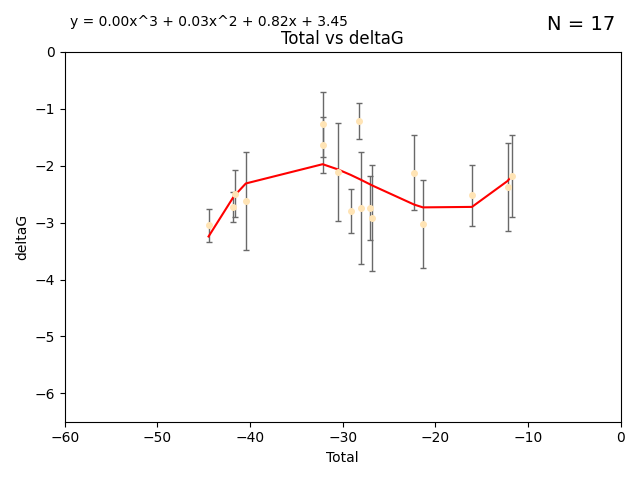 y = 0.00x^3 + 0.03x^2 + 0.82x + 3.45
N = 17
Total vs deltaG
0
−1
−2
−3
−4
−5
−6
deltaG
−60 −50 −40 −30 −20 −10 0
Total